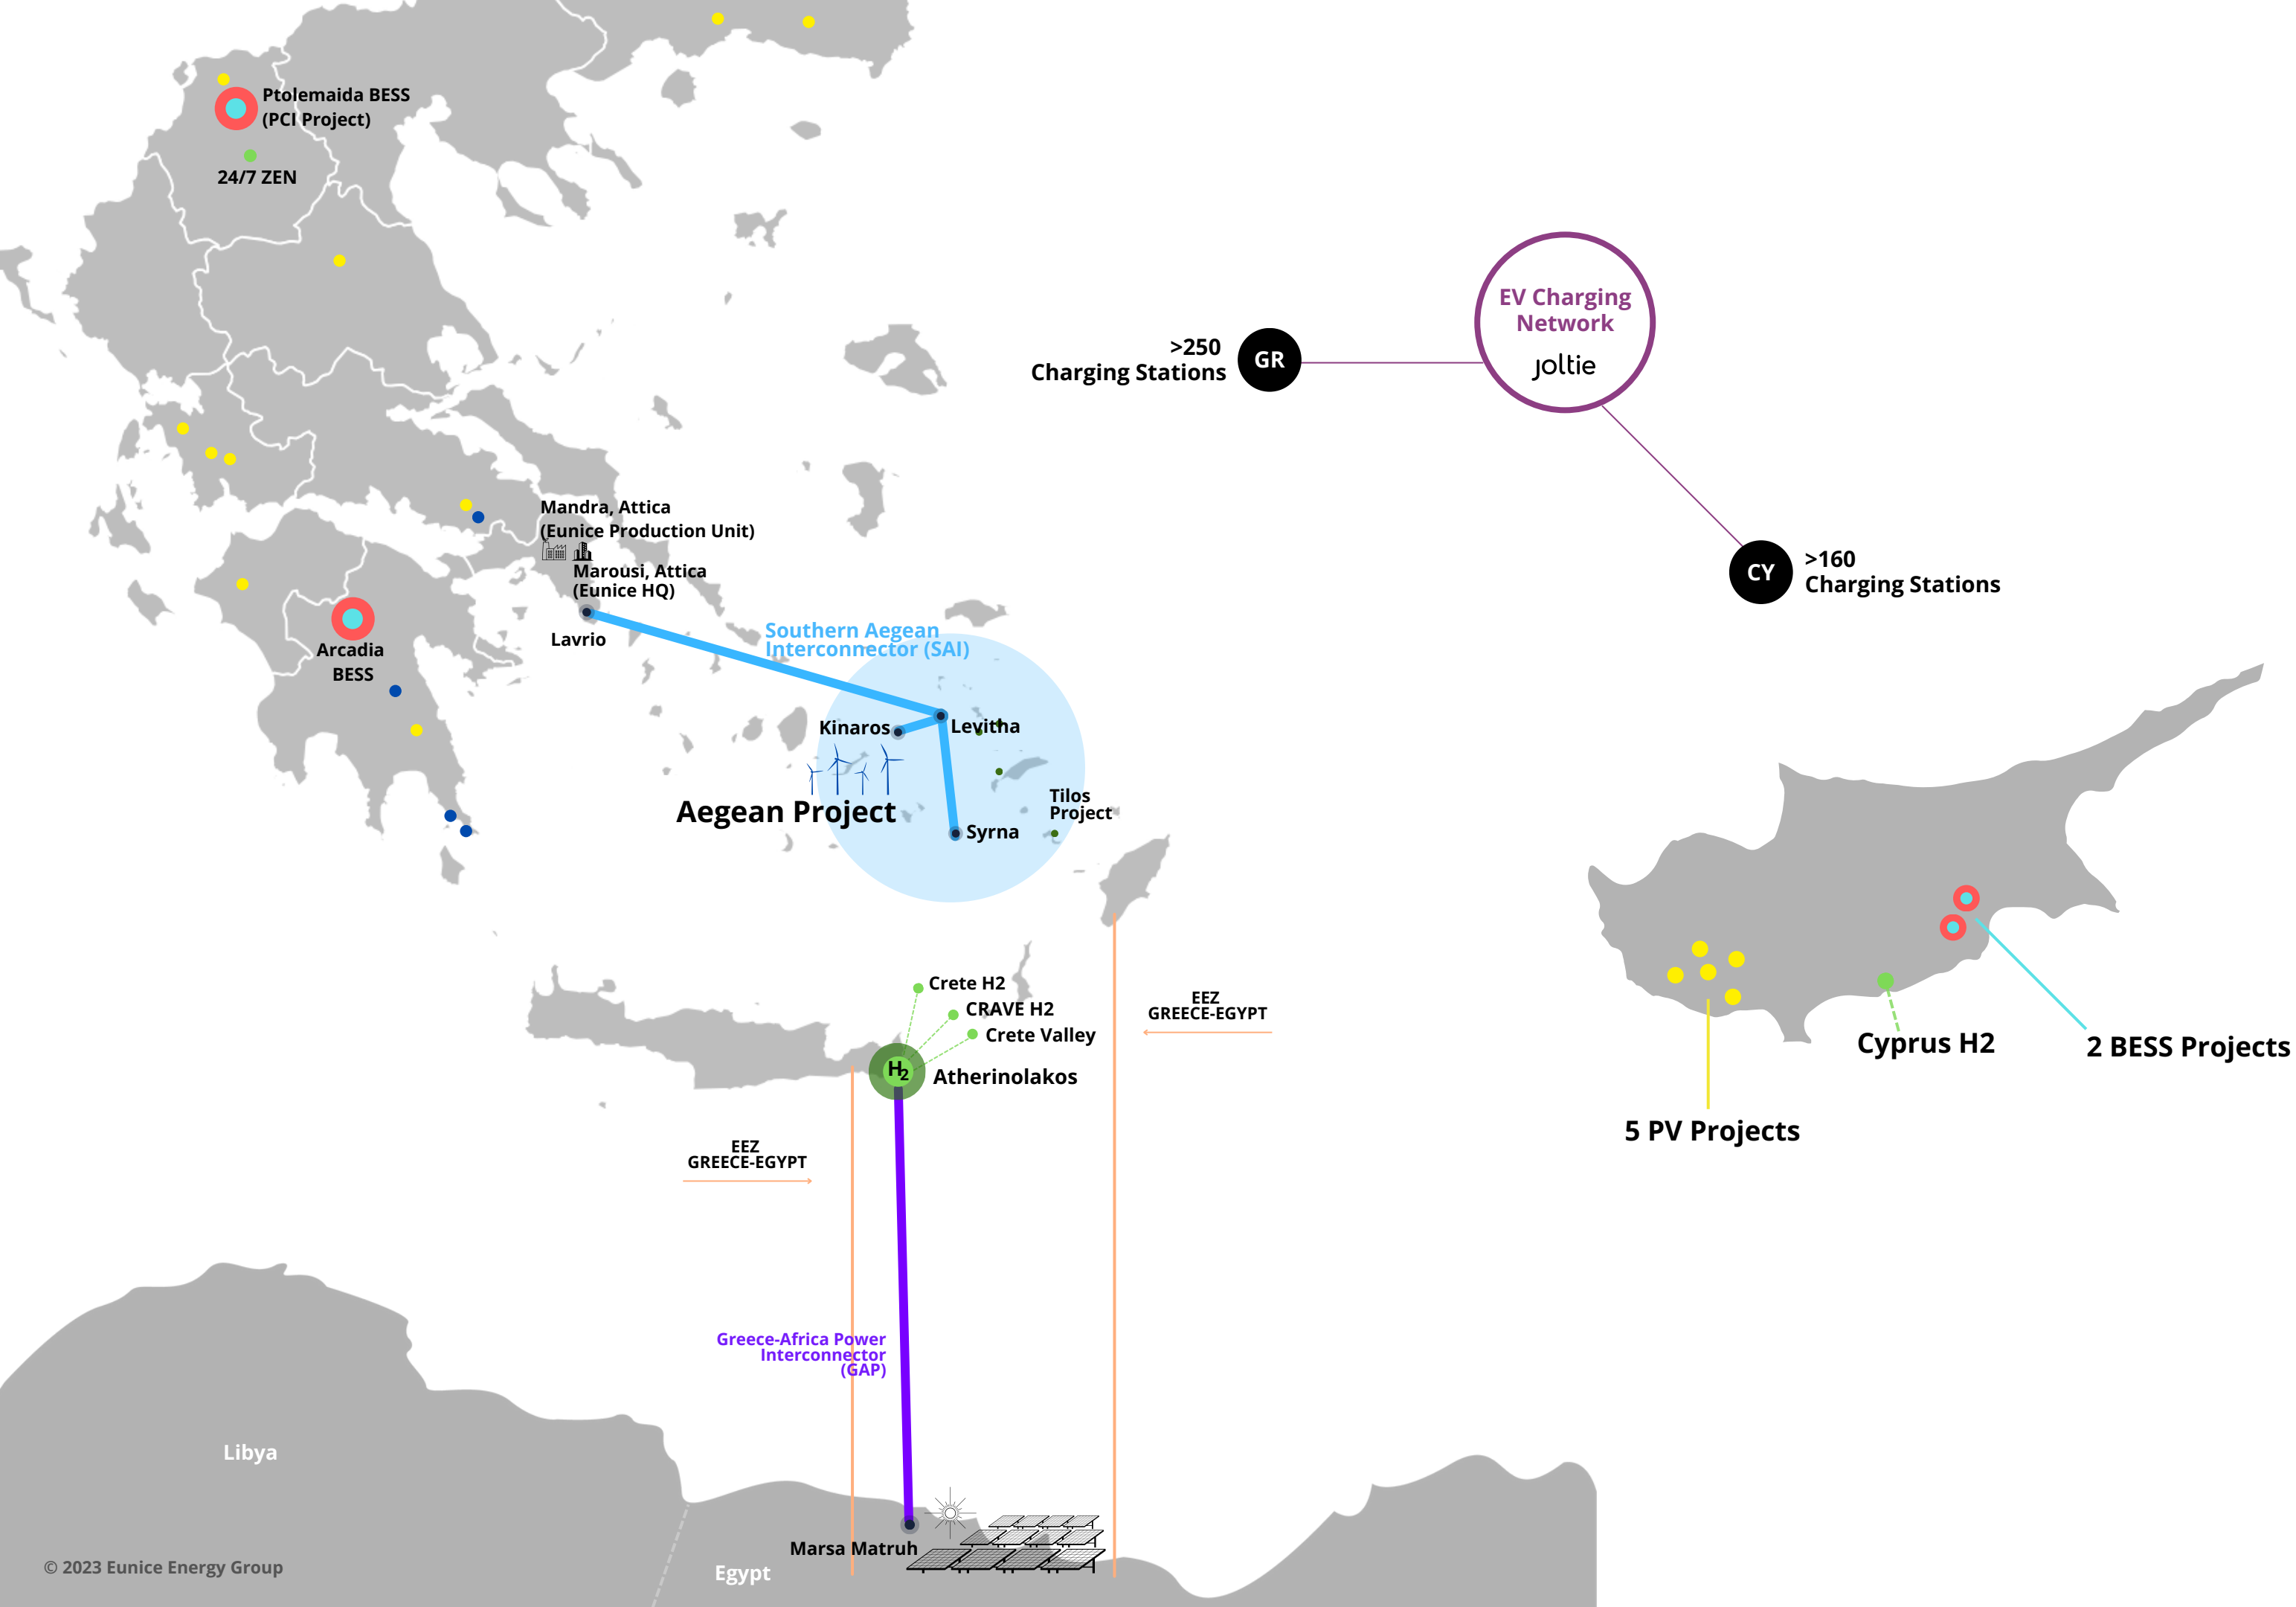 Ptolemaida BESS
(PCI Project)
24/7 ZEN
EV Charging
Network
joltie
>250
Charging Stations
GR
CY
>160
Charging Stations
Mandra, Attica
(Eunice Production Unit)
Marousi, Attica
(Eunice HQ)
Lavrio
Arcadia
BESS
Southern Aegean
Interconnector (SAI)
Kinaros
Levitha
Aegean Project
Tilos
Project
Syrna
Crete H2
CRAVE H2
Crete Valley
H2
Atherinolakos
EEZ
GREECE-EGYPT
EEZ
GREECE-EGYPT
Cyprus H2
2 BESS Projects
5 PV Projects
Greece-Africa Power
Interconnector
(GAP)
Libya
Marsa Matruh
Egypt
© 2023 Eunice Energy Group